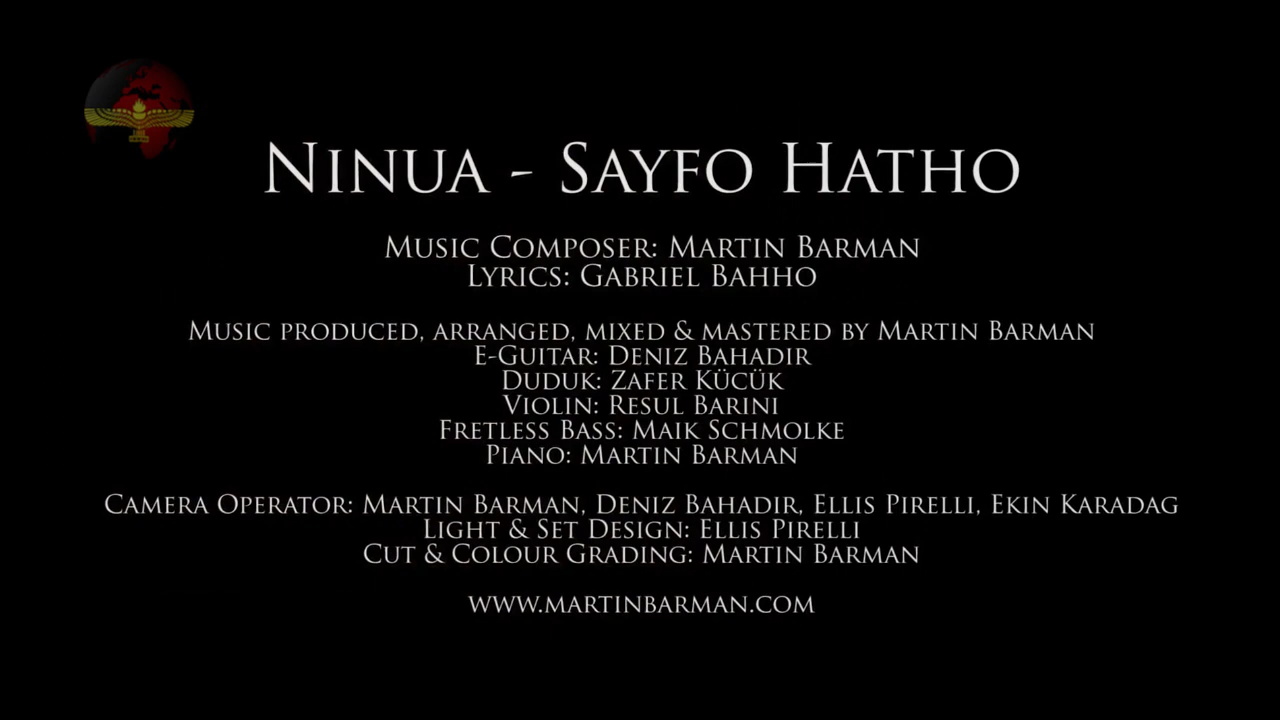 Ninua - Sayfo Hatho
Music Composer: Martin Barman
Lyrics: Gabriel Bahho
Music produced, arranged, mixed & mastered by Martin Barman
E-Guitar: Deniz Bahadir
Duduk: Zafer Kücük
Violin: Resul Barini
Fretless Bass: Maik Schmolke
Piano: Martin Barman
Camera Operator: Martin Barman, Deniz Bahadir, Ellis Pirelli, Ekin Karadag
Light & Set Design: Ellis Pirelli
Cut & Colour Grading: Martin Barman
www.martinbarman.com